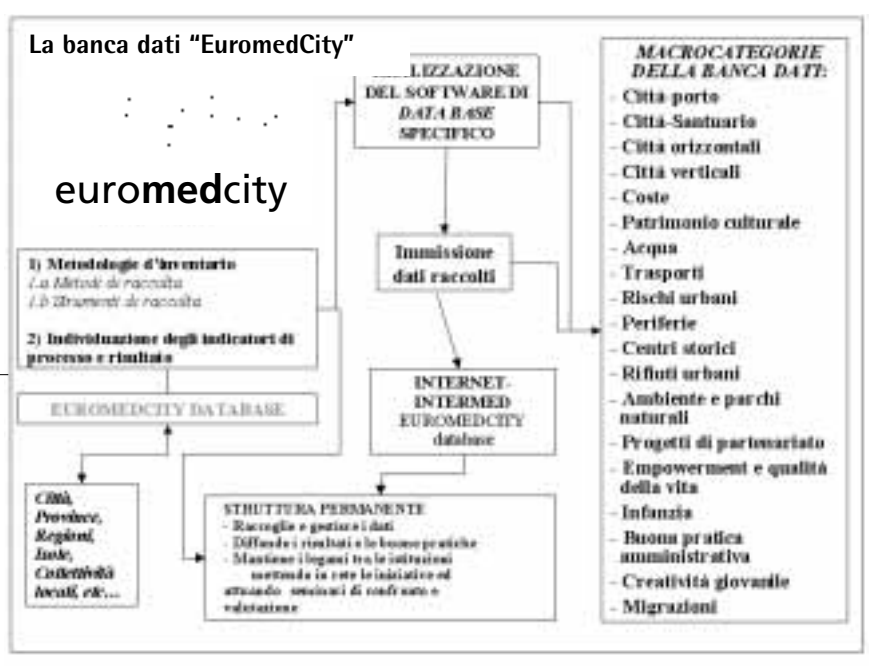 La banca dati “EuromedCity”
euromedcity
LIZZAZIONE
DEL SOFTWARE DI
DATA BASE
SPECIFICO
Immissione
dati raccolti
INTERNET-
INTERMED
EUROMEDCITY
database
1) Metodologie d'inventario
1.a Metodi di raccolta
1.b Strumenti di raccolta
2) Individuazione degli indicatori di
processo e risultato
EUROMEDCITY DATABASE
Città,
Province,
Regioni,
Isole,
Collettività
locali, etc...
STRUTTURA PERMANENTE
- Raccoglie e gestisce i dati
- Diffonde i risultati e le buone pratiche
- Mantiene i legami tra le istituzioni
mettendo in rete le iniziative ed
attuando seminari di confronto e
valutazione
MACROCATEGORIE
DELLA BANCA DATI:
- Città-porto
- Città-Santuario
- Città orizzontali
- Città verticali
- Coste
- Patrimonio culturale
- Acqua
- Trasporti
- Rischi urbani
- Periferie
- Centri storici
- Rifiuti urbani
- Ambiente e parchi
naturali
- Progetti di partenariato
- Empowerment e qualità
della vita
- Infanzia
- Buona pratica
amministrativa
- Creatività giovanile
- Migrazioni